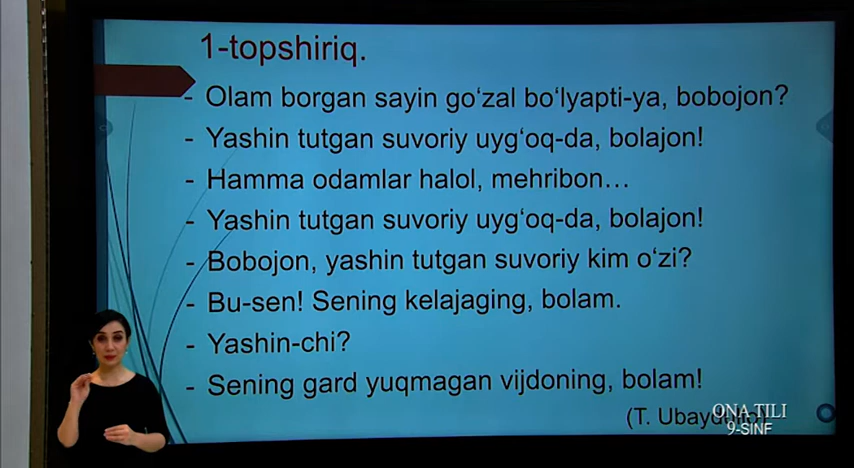 1-topshiriq.
- Olam borgan sayin go‘zal bo‘lyapti-ya, bobojon?
- Yashin tutgan suvoriy uyg‘oq-da, bolajon!
- Hamma odamlar halol, mehribon...
- Yashin tutgan suvoriy uyg‘oq-da, bolajon!
- Bobojon, yashin tutgan suvoriy kim o‘zi?
- Bu-sen! Sening kelajaging, bolam.
- Yashin-chi?
- Sening gard yuqmagan vijdoning, bolam!
(T.
ONA TILI
9-SINF